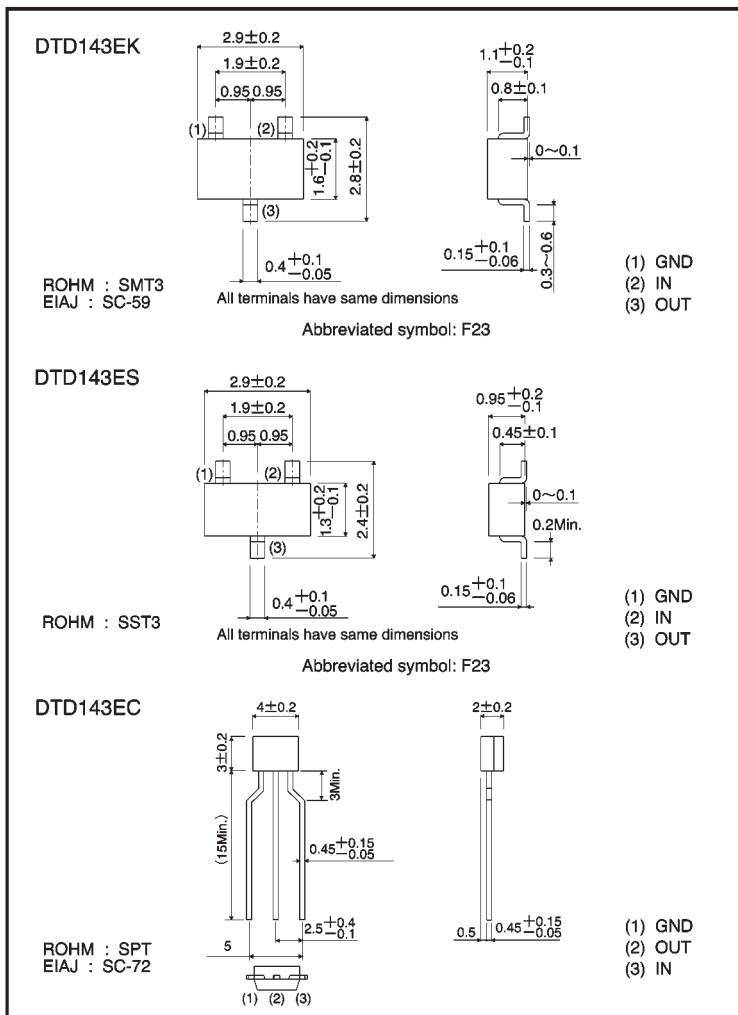 DTD143EK
2.9±0.2
1.9±0.2
0.95 0.95
(1) (2)
(3)
1.6+0.2−0.1
2.8±0.2
0.4+0.1−0.05
1.1+0.2−0.1
0.8±0.1
0~0.1
0.15+0.1−0.06
0.3~0.6
ROHM : SMT3
EIAJ : SC-59
All terminals have same dimensions
Abbreviated symbol: F23
(1) GND
(2) IN
(3) OUT
DTD143ES
2.9±0.2
1.9±0.2
0.95 0.95
(1) (2)
(3)
1.3+0.2−0.1
2.4±0.2
0.4+0.1−0.05
0.95+0.2−0.1
0.45±0.1
0~0.1
0.2Min.
0.15+0.1−0.06
ROHM : SST3
All terminals have same dimensions
Abbreviated symbol: F23
(1) GND
(2) IN
(3) OUT
DTD143EC
4±0.2
3±0.2
(15Min.)
3Min.
0.45+0.15−0.05
2.5+0.4−0.1
5
(1) (2) (3)
2±0.2
0.5
0.45+0.15−0.05
ROHM : SPT
EIAJ : SC-72
(1) GND
(2) OUT
(3) IN